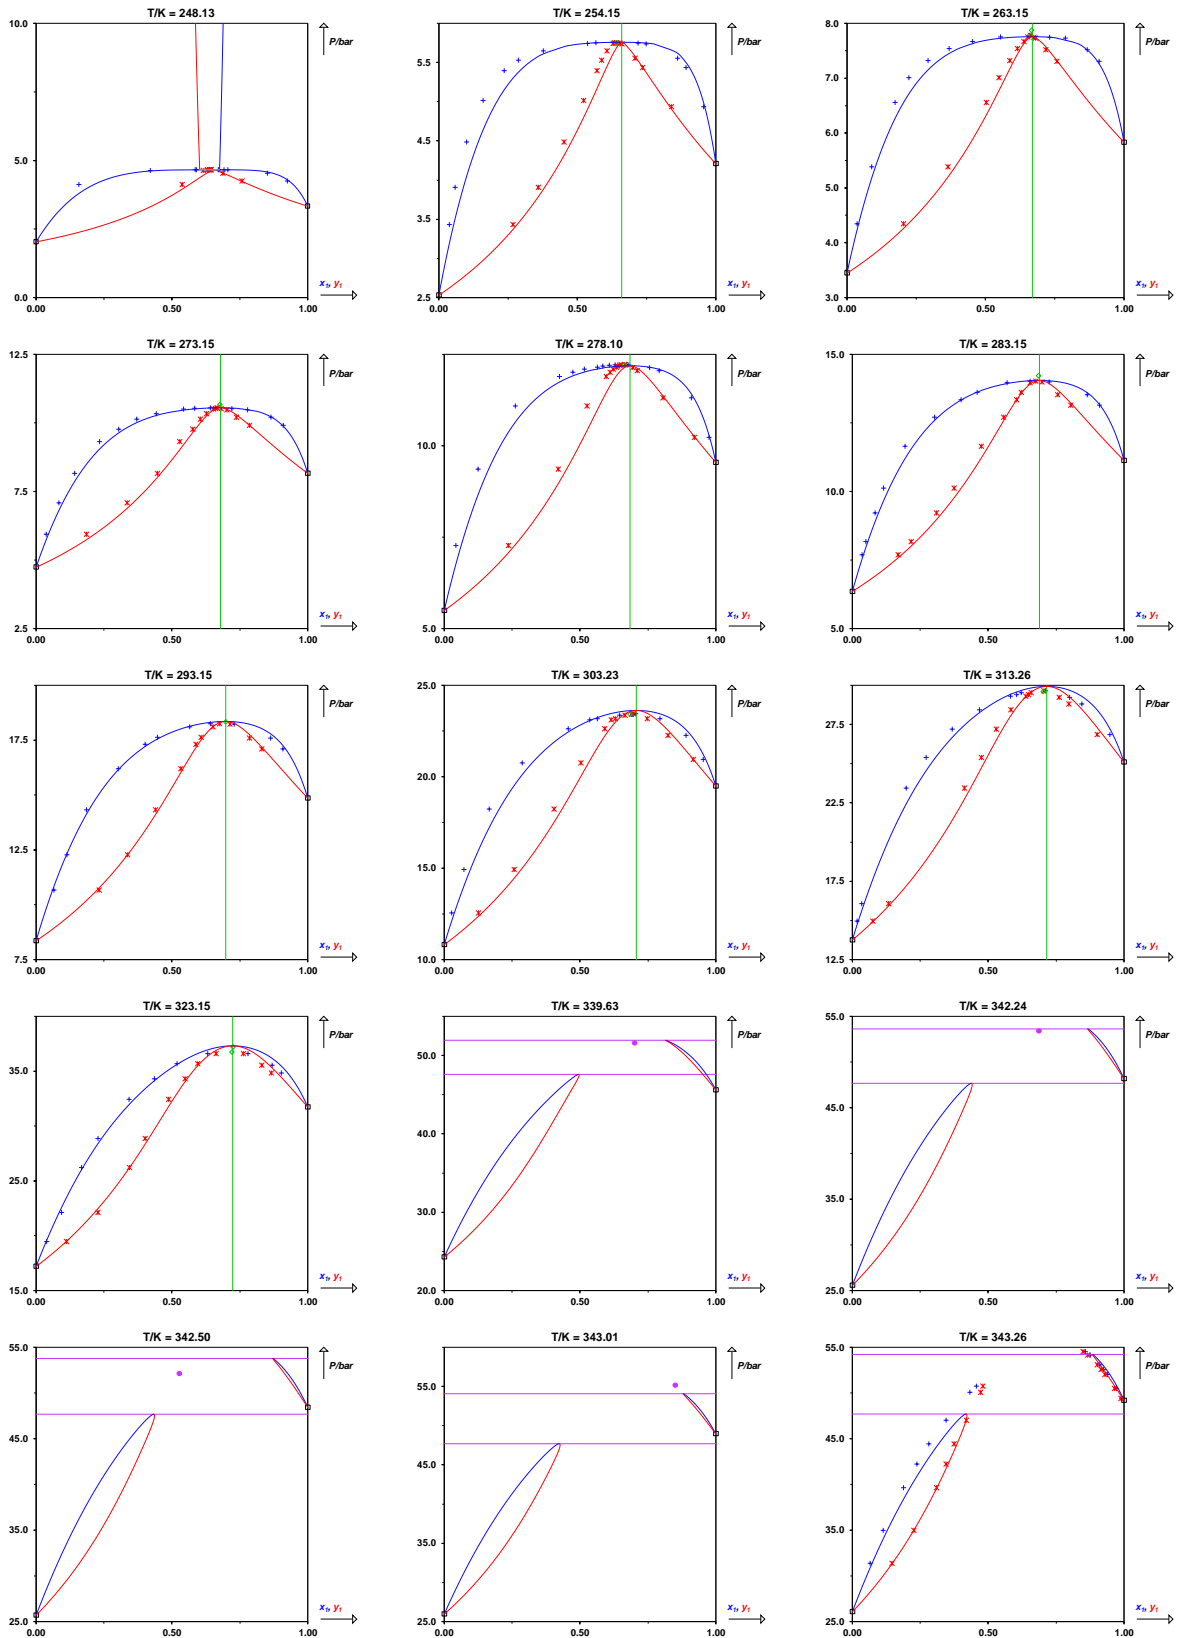 T/K = 248.13
T/K = 254.15
T/K = 263.15
10.0
5.0
0.0
P/bar
x₁, y₁
0.00 0.50 1.00
5.5
4.5
3.5
2.5
P/bar
x₁, y₁
0.00 0.50 1.00
8.0
7.0
6.0
5.0
4.0
3.0
P/bar
x₁, y₁
0.00 0.50 1.00
T/K = 273.15
T/K = 278.10
T/K = 283.15
12.5
7.5
2.5
P/bar
x₁, y₁
0.00 0.50 1.00
10.0
5.0
P/bar
x₁, y₁
0.00 0.50 1.00
15.0
10.0
5.0
P/bar
x₁, y₁
0.00 0.50 1.00
T/K = 293.15
T/K = 303.23
T/K = 313.26
17.5
12.5
7.5
P/bar
x₁, y₁
0.00 0.50 1.00
25.0
20.0
15.0
10.0
P/bar
x₁, y₁
0.00 0.50 1.00
27.5
22.5
17.5
12.5
P/bar
x₁, y₁
0.00 0.50 1.00
T/K = 323.15
T/K = 339.63
T/K = 342.24
35.0
25.0
15.0
P/bar
x₁, y₁
0.00 0.50 1.00
50.0
40.0
30.0
20.0
P/bar
x₁, y₁
0.00 0.50 1.00
55.0
45.0
35.0
25.0
P/bar
x₁, y₁
0.00 0.50 1.00
T/K = 342.50
T/K = 343.01
T/K = 343.26
55.0
45.0
35.0
25.0
P/bar
x₁, y₁
0.00 0.50 1.00
55.0
45.0
35.0
25.0
P/bar
x₁, y₁
0.00 0.50 1.00
55.0
45.0
35.0
25.0
P/bar
x₁, y₁
0.00 0.50 1.00